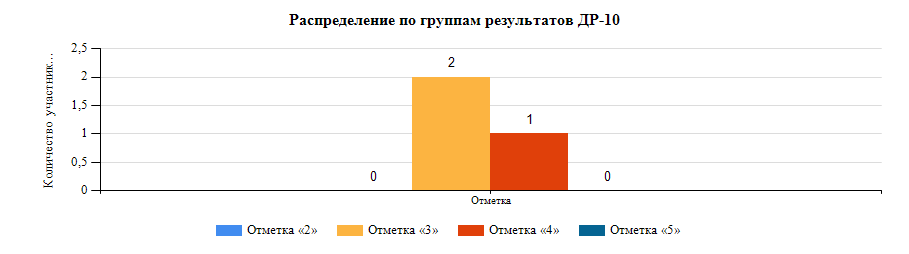 Распределение по группам результатов ДР-10
Количество участник...
2,5
2
1,5
1
0,5
0
0
2
1
0
Отметка
Отметка «2» Отметка «3» Отметка «4» Отметка «5»